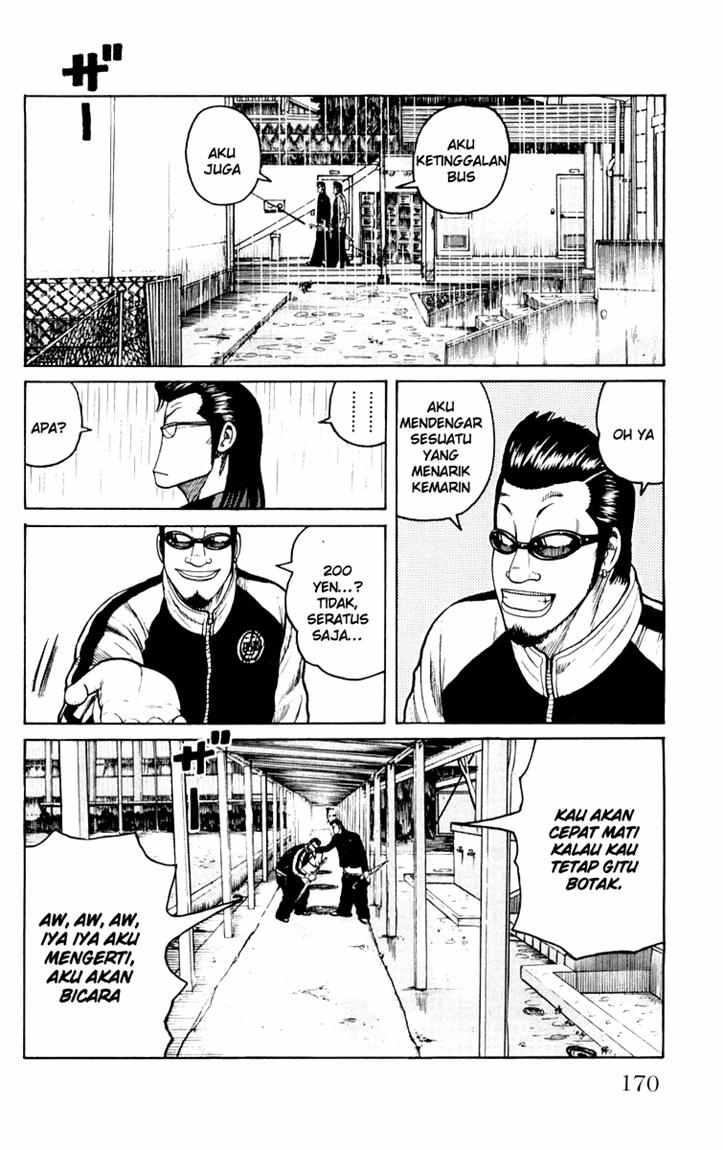 ザー
AKU
KETINGGALAN
BUS
AKU
JUGA
OH YA
AKU
MENDENGAR
SESUATU
YANG
MENARIK
KEMARIN
……
APA?
200
YEN...?
TIDAK,
SERATUS
SAJA...
ザー
KAU AKAN
CEPAT MATI
KALAU KAU
TETAP GITU
BOTAK.
AW, AW, AW,
IYA IYA AKU
MENGERTI,
AKU AKAN
BICARA
170